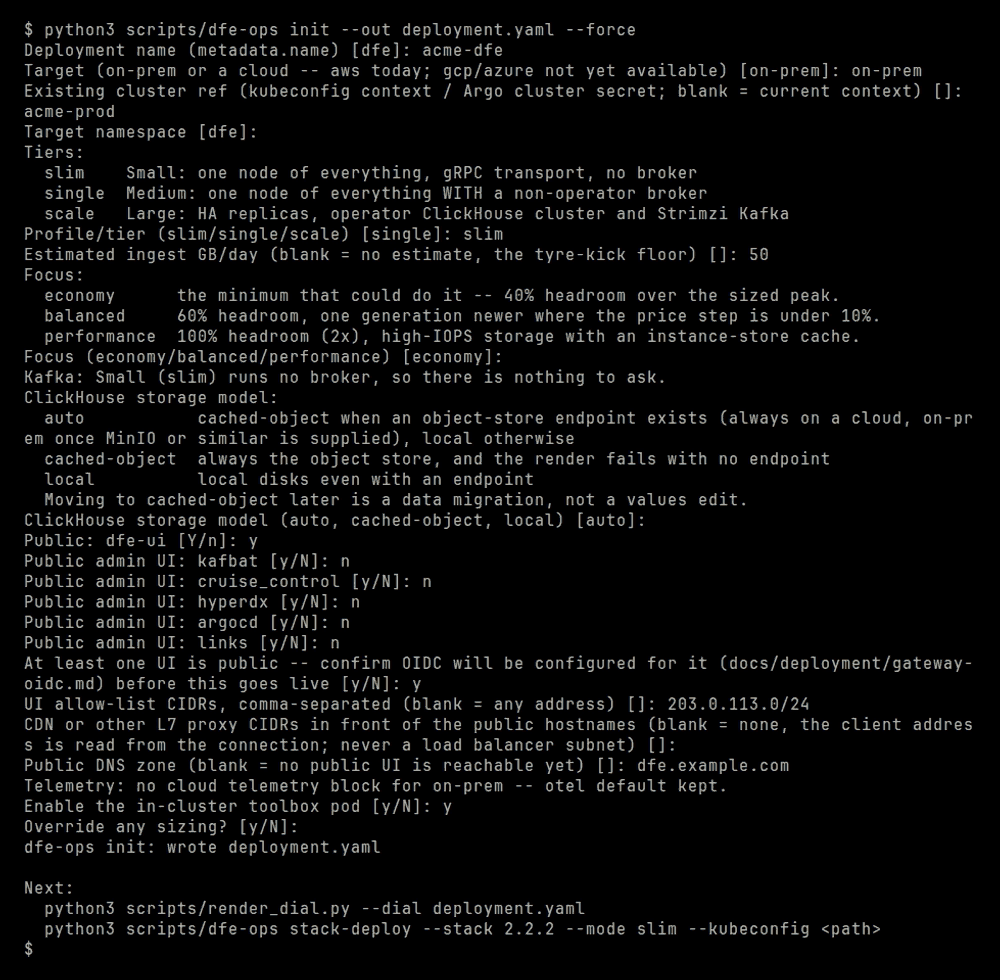 $ python3 scripts/dfe-ops init --out deployment.yaml --force
Deployment name (metadata.name) [dfe]: acme-dfe
Target (on-prem or a cloud -- aws today; gcp/azure not yet available) [on-prem]: on-prem
Existing cluster ref (kubeconfig context / Argo cluster secret; blank = current context) []:
acme-prod
Target namespace [dfe]:
Tiers:
  slim    Small: one node of everything, gRPC transport, no broker
  single  Medium: one node of everything WITH a non-operator broker
  scale   Large: HA replicas, operator ClickHouse cluster and Strimzi Kafka
Profile/tier (slim/single/scale) [single]: slim
Estimated ingest GB/day (blank = no estimate, the tyre-kick floor) []: 50
Focus:
  economy      the minimum that could do it -- 40% headroom over the sized peak.
  balanced     60% headroom, one generation newer where the price step is under 10%.
  performance  100% headroom (2x), high-IOPS storage with an instance-store cache.
Focus (economy/balanced/performance) [economy]:
Kafka: Small (slim) runs no broker, so there is nothing to ask.
ClickHouse storage model:
  auto           cached-object when an object-store endpoint exists (always on a cloud, on-pr
em once MinIO or similar is supplied), local otherwise
  cached-object  always the object store, and the render fails with no endpoint
  local          local disks even with an endpoint
  Moving to cached-object later is a data migration, not a values edit.
ClickHouse storage model (auto, cached-object, local) [auto]:
Public: dfe-ui [Y/n]: y
Public admin UI: kafbat [y/N]: n
Public admin UI: cruise_control [y/N]: n
Public admin UI: hyperdx [y/N]: n
Public admin UI: argocd [y/N]: n
Public admin UI: links [y/N]: n
At least one UI is public -- confirm OIDC will be configured for it (docs/deployment/gateway-
oidc.md) before this goes live [y/N]: y
UI allow-list CIDRs, comma-separated (blank = any address) []: 203.0.113.0/24
CDN or other L7 proxy CIDRs in front of the public hostnames (blank = none, the client addres
s is read from the connection; never a load balancer subnet) []:
Public DNS zone (blank = no public UI is reachable yet) []: dfe.example.com
Telemetry: no cloud telemetry block for on-prem -- otel default kept.
Enable the in-cluster toolbox pod [y/N]: y
Override any sizing? [y/N]:
dfe-ops init: wrote deployment.yaml

Next:
  python3 scripts/render_dial.py --dial deployment.yaml
  python3 scripts/dfe-ops stack-deploy --stack 2.2.2 --mode slim --kubeconfig <path>
$